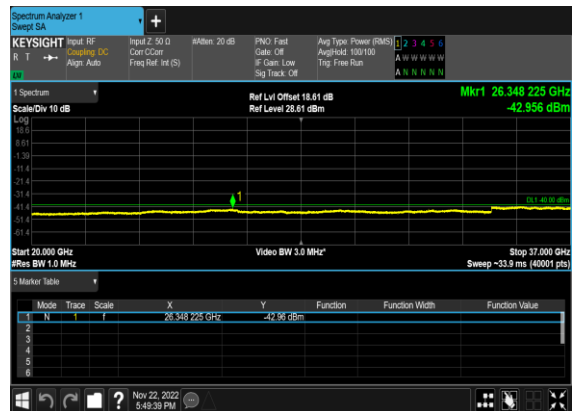 Spectrum Analyzer 1
Swept SA
KEYSIGHT
R T
Input: RF
Coupling: DC
Align: Auto
Input Z: 50 Ω
Corr CCorr
Freq Ref: Int (S)
#Atten: 20 dB
PNO: Fast
Gate: Off
IF Gain: Low
Sig Track: Off
Avg Type: Power (RMS)
Avg|Hold: 100/100
Trig: Free Run
1 2 3 4 5 6
A W W W W W
A N N N N N
1 Spectrum
Scale/Div 10 dB
Ref Lvl Offset 18.61 dB
Ref Level 28.61 dBm
Mkr1 26.348 225 GHz
-42.956 dBm
Log
18.6
8.61
-1.39
-11.4
-21.4
-31.4
-41.4
-51.4
-61.4
1
DL1 -40.00 dBm
Start 20.000 GHz
#Res BW 1.0 MHz
Video BW 3.0 MHz*
Stop 37.000 GHz
Sweep ~33.9 ms (40001 pts)
5 Marker Table
Mode Trace Scale X Y Function Function Width Function Value
1 N 1 f 26.348 225 GHz -42.96 dBm
2
3
4
5
6
Nov 22, 2022
5:49:39 PM